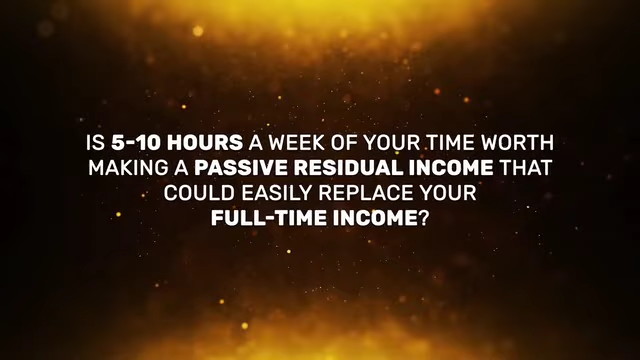 IS 5-10 HOURS A WEEK OF YOUR TIME WORTH
MAKING A PASSIVE RESIDUAL INCOME THAT
COULD EASILY REPLACE YOUR
FULL-TIME INCOME?